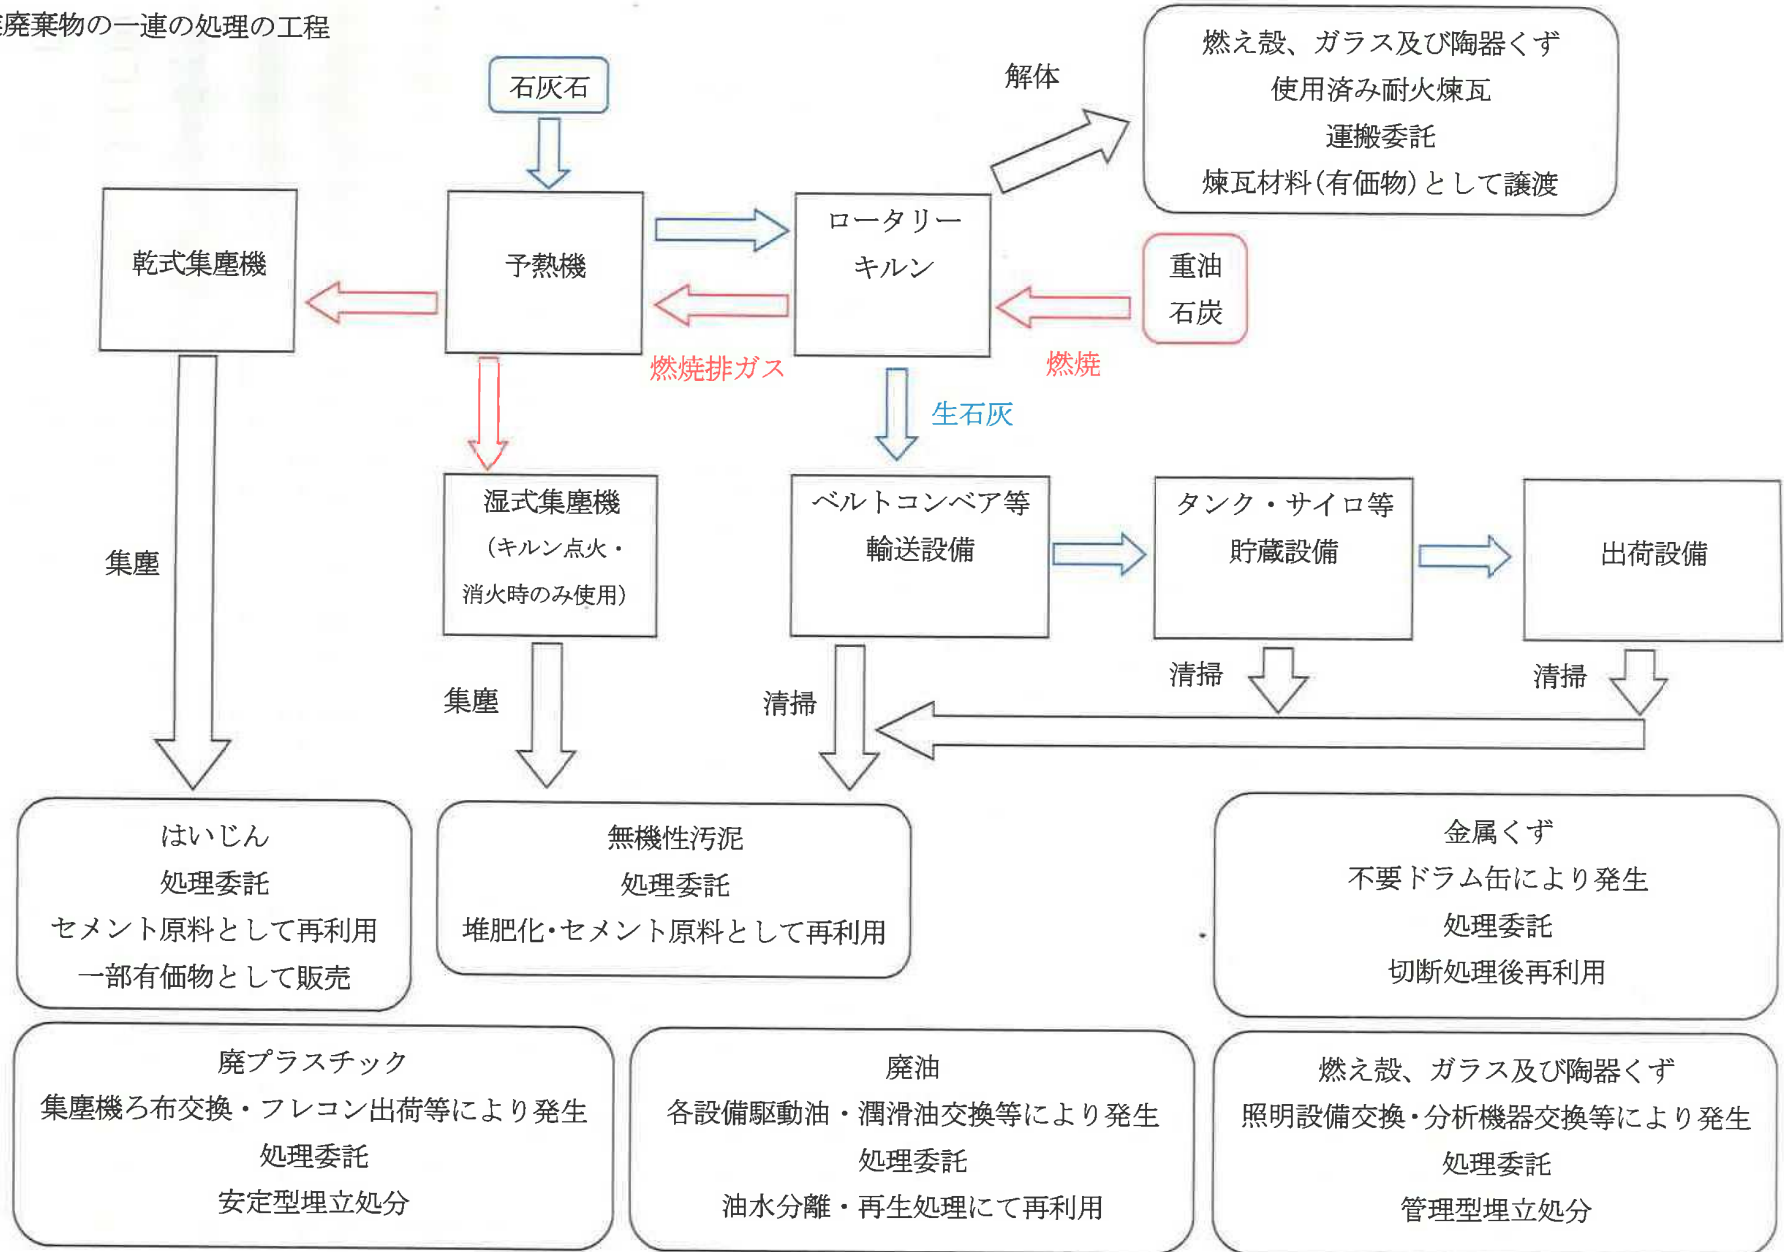 廃棄物の一連の処理の工程
石灰石
解体
燃え殻、ガラス及び陶器くず
使用済み耐火煉瓦
運搬委託
煉瓦材料(有価物)として譲渡
乾式集塵機
予熱機
ロータリー
キルン
重油
石炭
燃焼排ガス
燃焼
生石灰
湿式集塵機
(キルン点火・
消火時のみ使用)
ベルトコンベア等
輸送設備
タンク・サイロ等
貯蔵設備
出荷設備
集塵
集塵
清掃
清掃
清掃
はいじん
処理委託
セメント原料として再利用
一部有価物として販売
無機性汚泥
処理委託
堆肥化・セメント原料として再利用
金属くず
不要ドラム缶により発生
処理委託
切断処理後再利用
廃プラスチック
集塵機ろ布交換・フレコン出荷等により発生
処理委託
安定型埋立処分
廃油
各設備駆動油・潤滑油交換等により発生
処理委託
油水分離・再生処理にて再利用
燃え殻、ガラス及び陶器くず
照明設備交換・分析機器交換等により発生
処理委託
管理型埋立処分